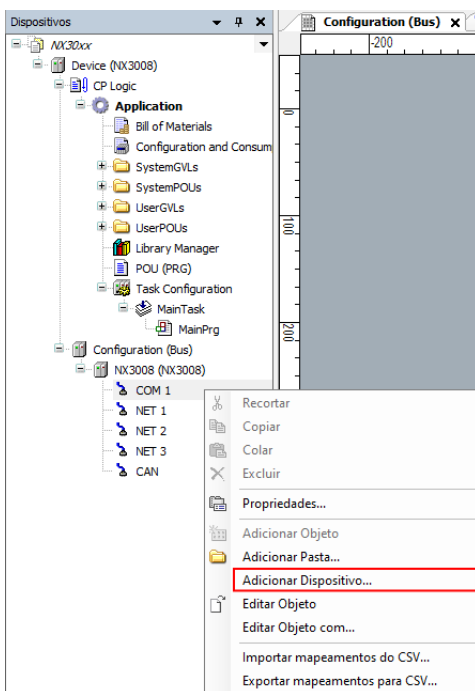 Dispositivos
NX30xx
Device (NX3008)
CP Logic
Application
Bill of Materials
Configuration and Consum
SystemGVLs
SystemPOUs
UserGVLs
UserPOUs
Library Manager
POU (PRG)
Task Configuration
MainTask
MainPrg
Configuration (Bus)
NX3008 (NX3008)
COM 1
NET 1
NET 2
NET 3
CAN
Configuration (Bus)
-200
0
100
200
Recortar
Copiar
Colar
Excluir
Propriedades...
Adicionar Objeto
Adicionar Pasta...
Adicionar Dispositivo...
Editar Objeto
Editar Objeto com...
Importar mapeamentos do CSV...
Exportar mapeamentos para CSV...